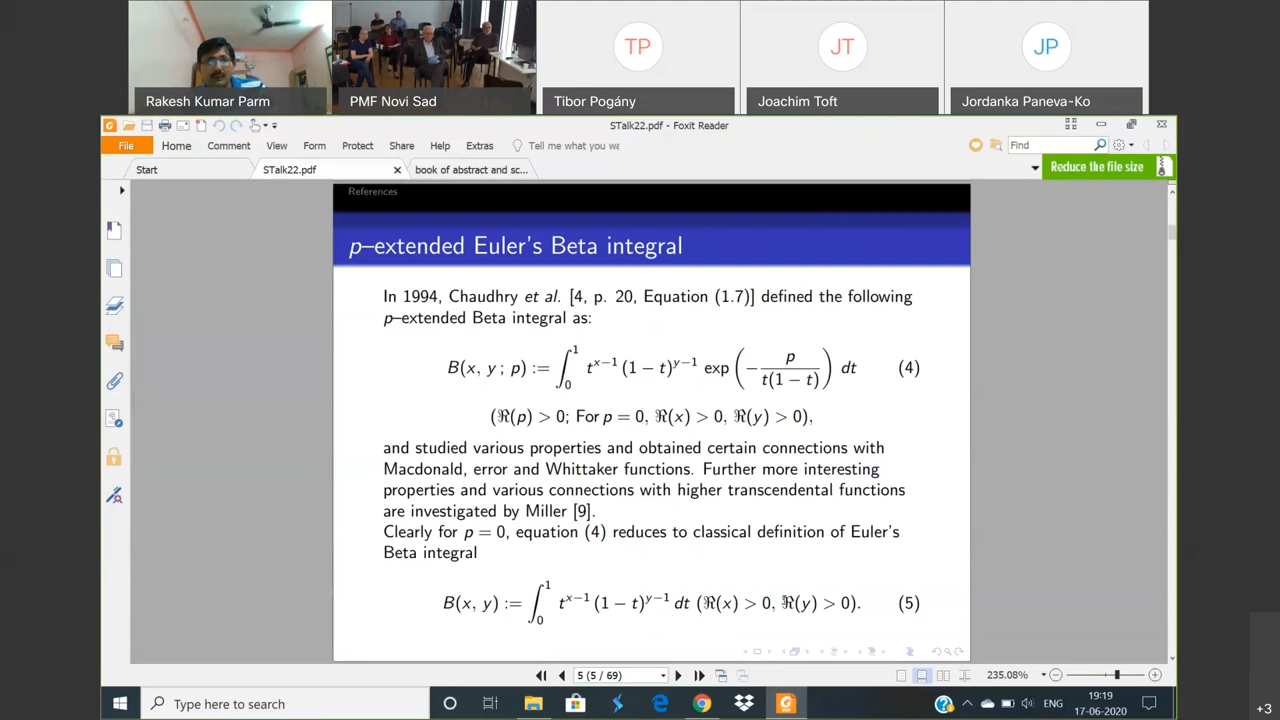 TP
JT
JP
Rakesh Kumar Parm
PMF Novi Sad
Tibor Pogány
Joachim Toft
Jordanka Paneva-Ko
STalk22.pdf - Foxit Reader
File
Home
Comment
View
Form
Protect
Share
Help
Extras
Tell me what you wa
Find
Start
STalk22.pdf
book of abstract and sc...
Reduce the file size
References
p–extended Euler's Beta integral
In 1994, Chaudhry et al. [4, p. 20, Equation (1.7)] defined the following
p–extended Beta integral as:
B(x, y ; p) := ∫₀¹ t^{x−1} (1 − t)^{y−1} exp (− p / t(1 − t)) dt (4)
(ℜ(p) > 0; For p = 0, ℜ(x) > 0, ℜ(y) > 0),
and studied various properties and obtained certain connections with
Macdonald, error and Whittaker functions. Further more interesting
properties and various connections with higher transcendental functions
are investigated by Miller [9].
Clearly for p = 0, equation (4) reduces to classical definition of Euler's
Beta integral
B(x, y) := ∫₀¹ t^{x−1} (1 − t)^{y−1} dt (ℜ(x) > 0, ℜ(y) > 0). (5)
5 (5 / 69)
235.08%
Type here to search
ENG
19:19
17-06-2020
+3